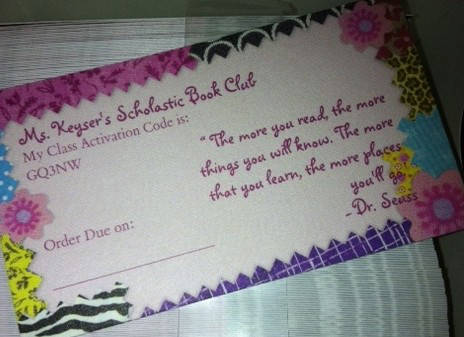 Ms. Keyser's Scholastic Book Club
My Class Activation Code is:
GQ3NW
"The more you read, the more
things you will know. The more
that you learn, the more places
you'll go."
-Dr. Seuss
Order Due on: